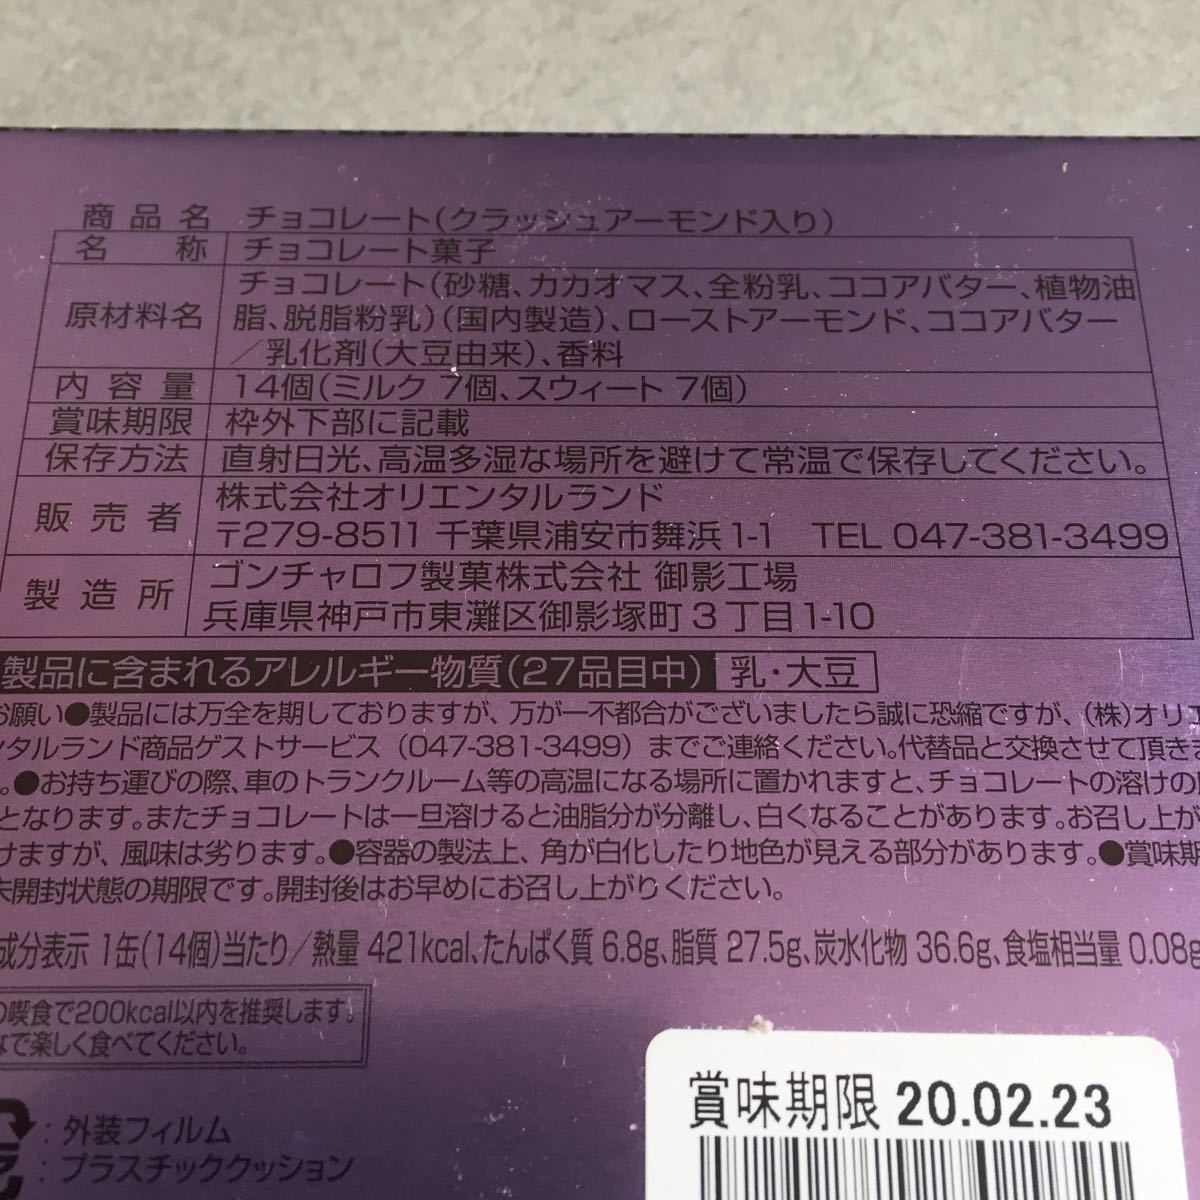 商品名 チョコレート(クラッシュアーモンド入り)
名称 チョコレート菓子
原材料名 チョコレート(砂糖、カカオマス、全粉乳、ココアバター、植物油
脂、脱脂粉乳)(国内製造)、ローストアーモンド、ココアバター
/乳化剤(大豆由来)、香料
内容量 14個(ミルク 7個、スウィート 7個)
賞味期限 枠外下部に記載
保存方法 直射日光、高温多湿な場所を避けて常温で保存してください。
販売者 株式会社オリエンタルランド
〒279-8511 千葉県浦安市舞浜1-1 TEL 047-381-3499
製造所 ゴンチャロフ製菓株式会社 御影工場
兵庫県神戸市東灘区御影塚町3丁目1-10
製品に含まれるアレルギー物質(27品目中) 乳・大豆
お願い●製品には万全を期しておりますが、万が一不都合がございましたら誠に恐縮ですが、(株)オリエ
ンタルランド商品ゲストサービス(047-381-3499)までご連絡ください。代替品と交換させて頂きま
。●お持ち運びの際、車のトランクルーム等の高温になる場所に置かれますと、チョコレートの溶けの
となります。またチョコレートは一旦溶けると油脂分が分離し、白くなることがあります。お召し上が
けますが、風味は劣ります。●容器の製法上、角が白化したり地色が見える部分があります。●賞味期
未開封状態の期限です。開封後はお早めにお召し上がりください。
成分表示 1缶(14個)当たり/熱量 421kcal、たんぱく質 6.8g、脂質 27.5g、炭水化物 36.6g、食塩相当量 0.08g
の喫食で200kcal以内を推奨します。
なで楽しく食べてください。
賞味期限 20.02.23
:外装フィルム
:プラスチッククッション